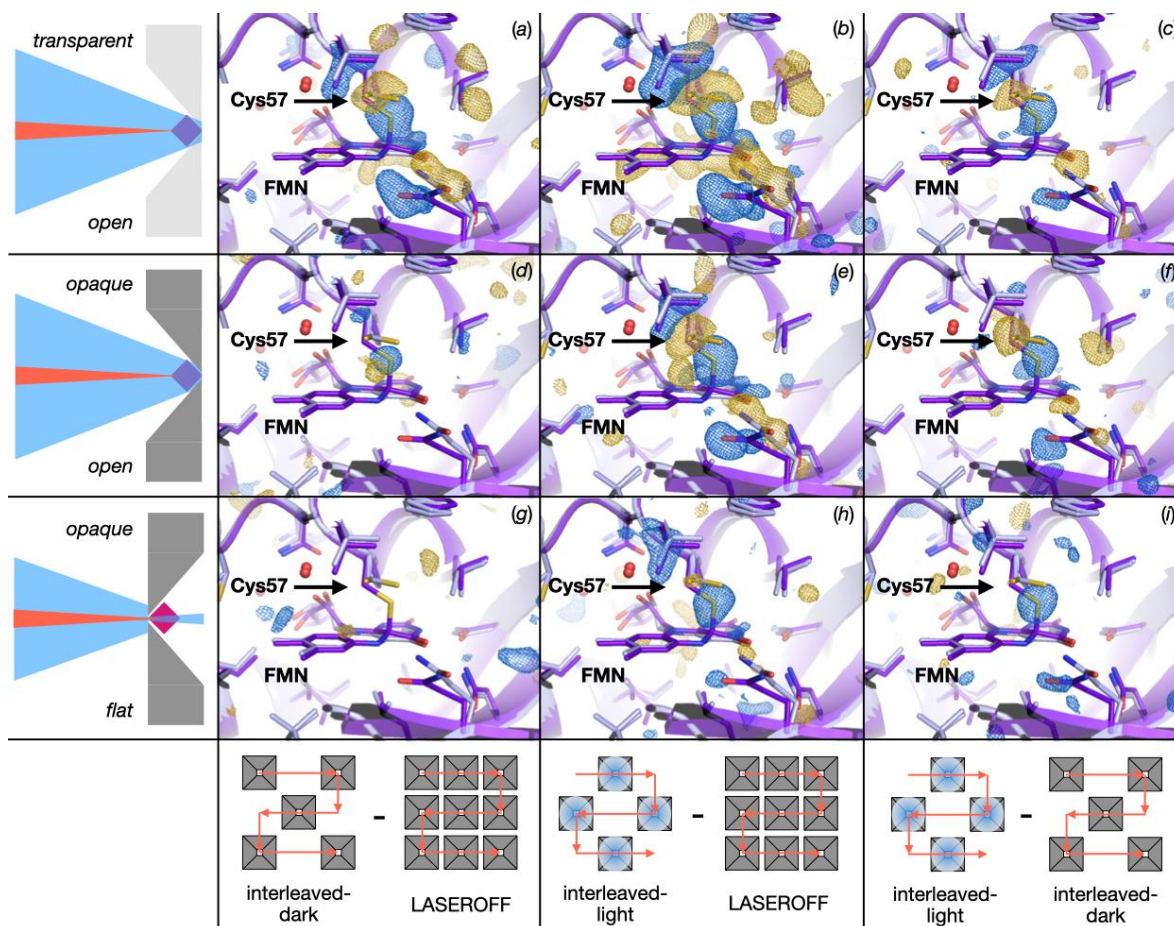 transparent
open
(a)
Cys57
FMN
(b)
Cys57
FMN
(c)
Cys57
FMN
opaque
open
(d)
Cys57
FMN
(e)
Cys57
FMN
(f)
Cys57
FMN
opaque
flat
(g)
Cys57
FMN
(h)
Cys57
FMN
(i)
Cys57
FMN
-
interleaved-
dark
LASEROFF
-
interleaved-
light
LASEROFF
-
interleaved-
light
interleaved-
dark